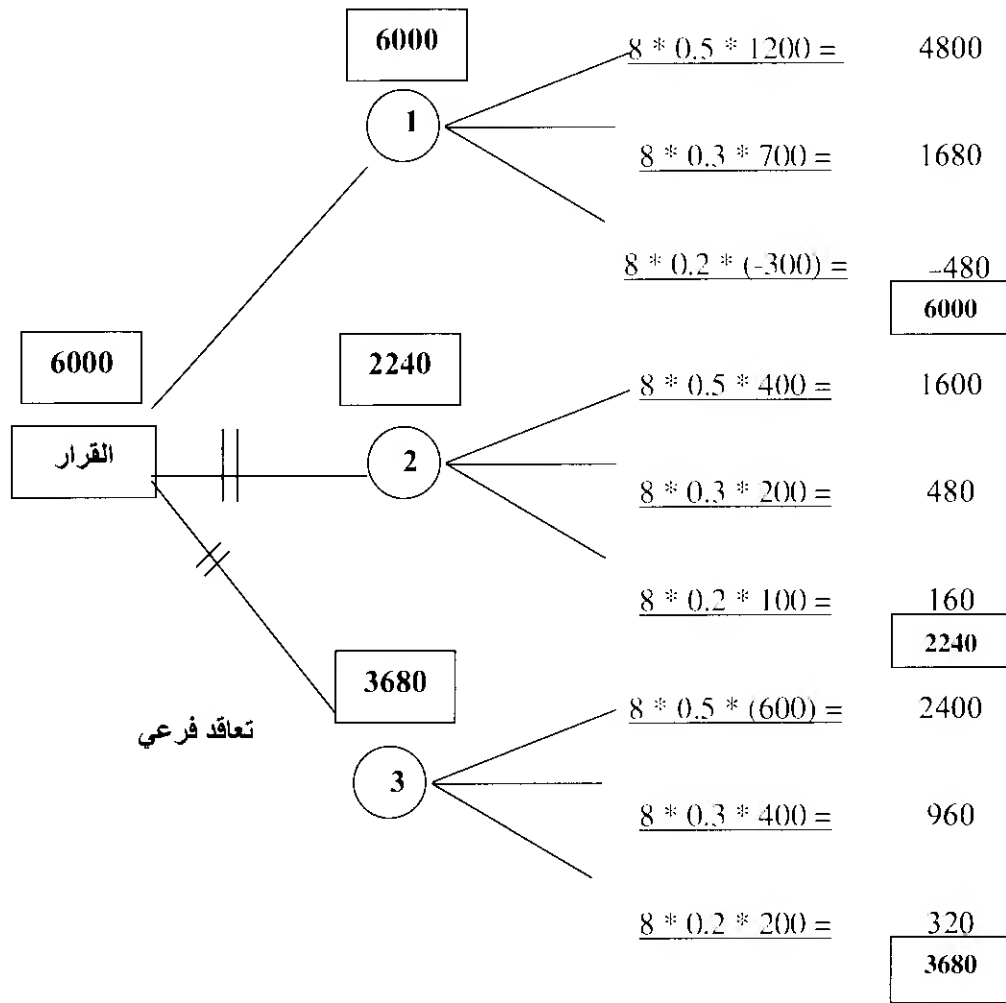 6000
8 * 0.5 * 1200 = 4800
1
8 * 0.3 * 700 = 1680
8 * 0.2 * (-300) = -480
6000
6000
2240
8 * 0.5 * 400 = 1600
القرار
2
8 * 0.3 * 200 = 480
8 * 0.2 * 100 = 160
2240
3680
8 * 0.5 * (600) = 2400
تعاقد فرعي
3
8 * 0.3 * 400 = 960
8 * 0.2 * 200 = 320
3680